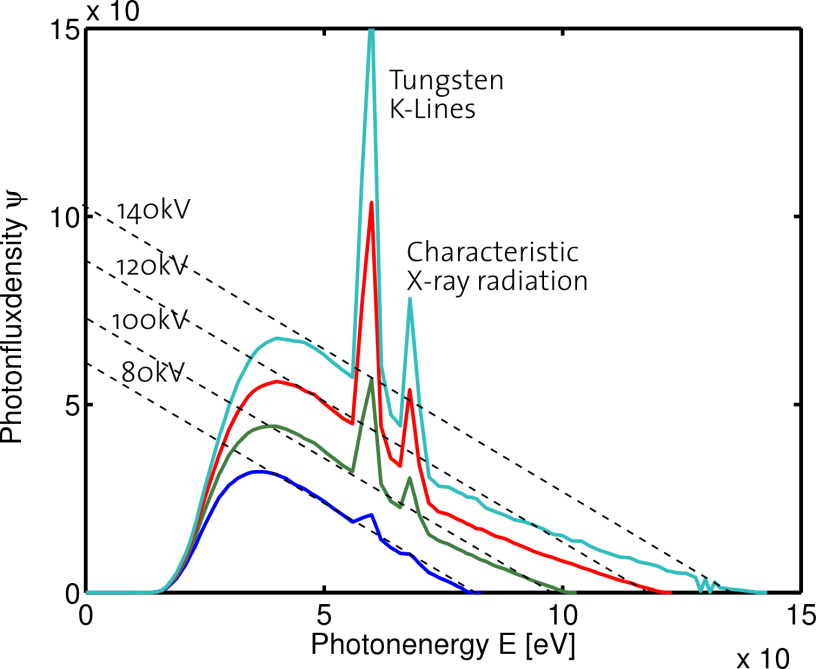 x 10
15
10
5
0
Photonfluxdensity ψ
Tungsten
K-Lines
Characteristic
X-ray radiation
140kV
120kV
100kV
80kV
0
5
10
15
Photonenergy E [eV]
x 10